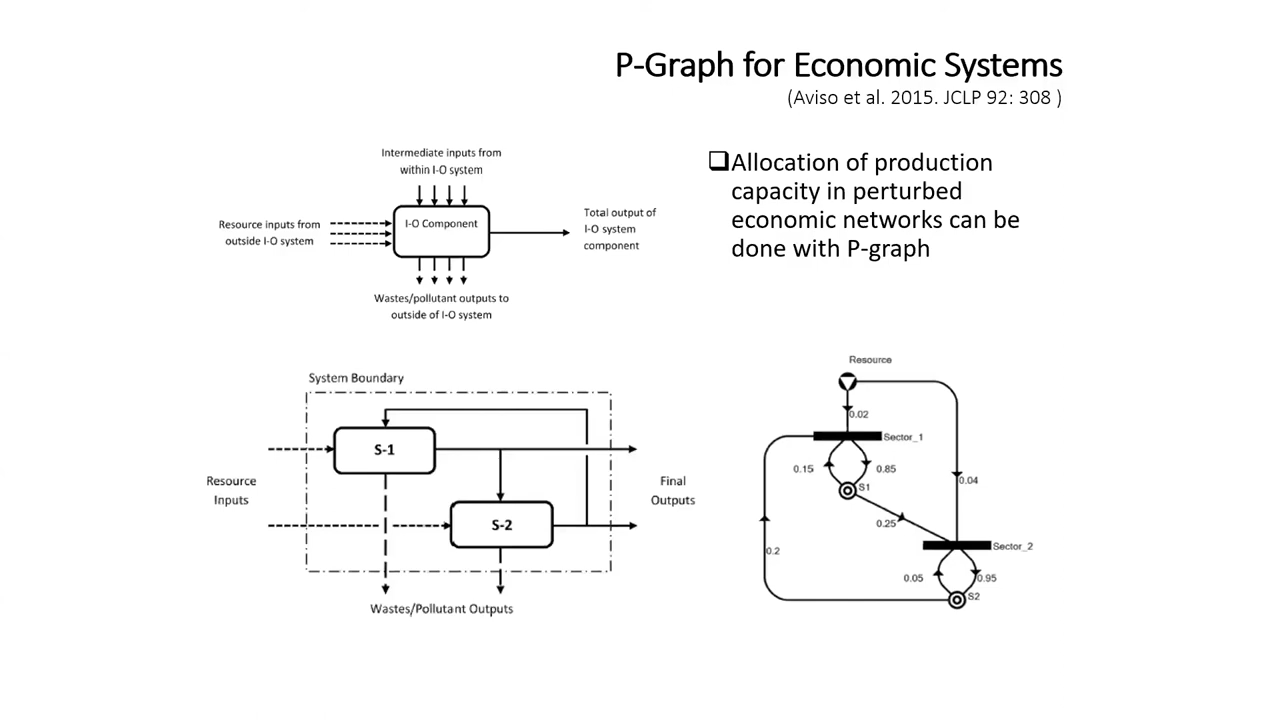 P-Graph for Economic Systems
(Aviso et al. 2015. JCLP 92: 308 )
Intermediate inputs from
within I-O system
Resource inputs from
outside I-O system
I-O Component
Total output of
I-O system
component
Wastes/pollutant outputs to
outside of I-O system
❑Allocation of production
capacity in perturbed
economic networks can be
done with P-graph
System Boundary
S-1
Resource
Inputs
S-2
Final
Outputs
Wastes/Pollutant Outputs
Resource
0.02
Sector_1
0.15
0.85
S1
0.04
0.25
0.2
Sector_2
0.05
0.95
S2